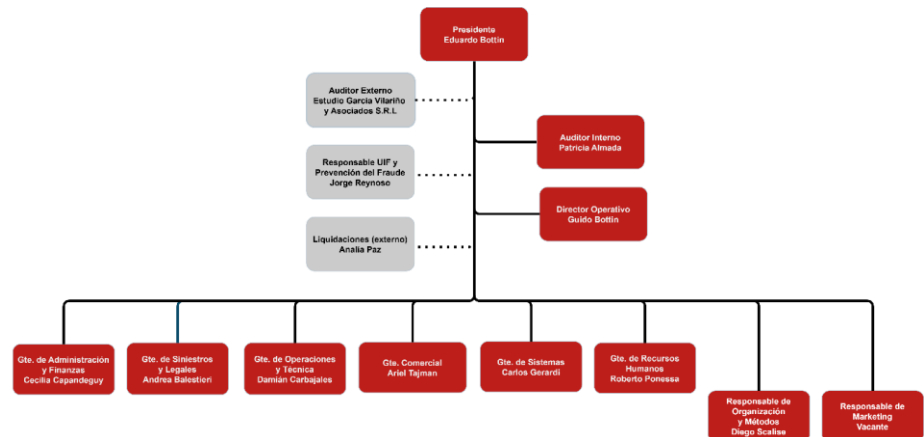 Presidente
Eduardo Bottin
Auditor Externo
Estudio Garcia Vilariño
y Asociados S.R.L
Auditor Interno
Patricia Almada
Responsable UIF y
Prevención del Fraude
Jorge Reynoso
Director Operativo
Guido Bottin
Liquidaciones (externo)
Analía Paz
Gte. de Administración
y Finanzas
Cecilia Capandeguy
Gte. de Siniestros
y Legales
Andrea Balestieri
Gte. de Operaciones
y Técnica
Damián Carbajales
Gte. Comercial
Ariel Tajman
Gte. de Sistemas
Carlos Gerardi
Gte. de Recursos
Humanos
Roberto Ponessa
Responsable de
Organización
y Métodos
Diego Scalise
Responsable de
Marketing
Vacante